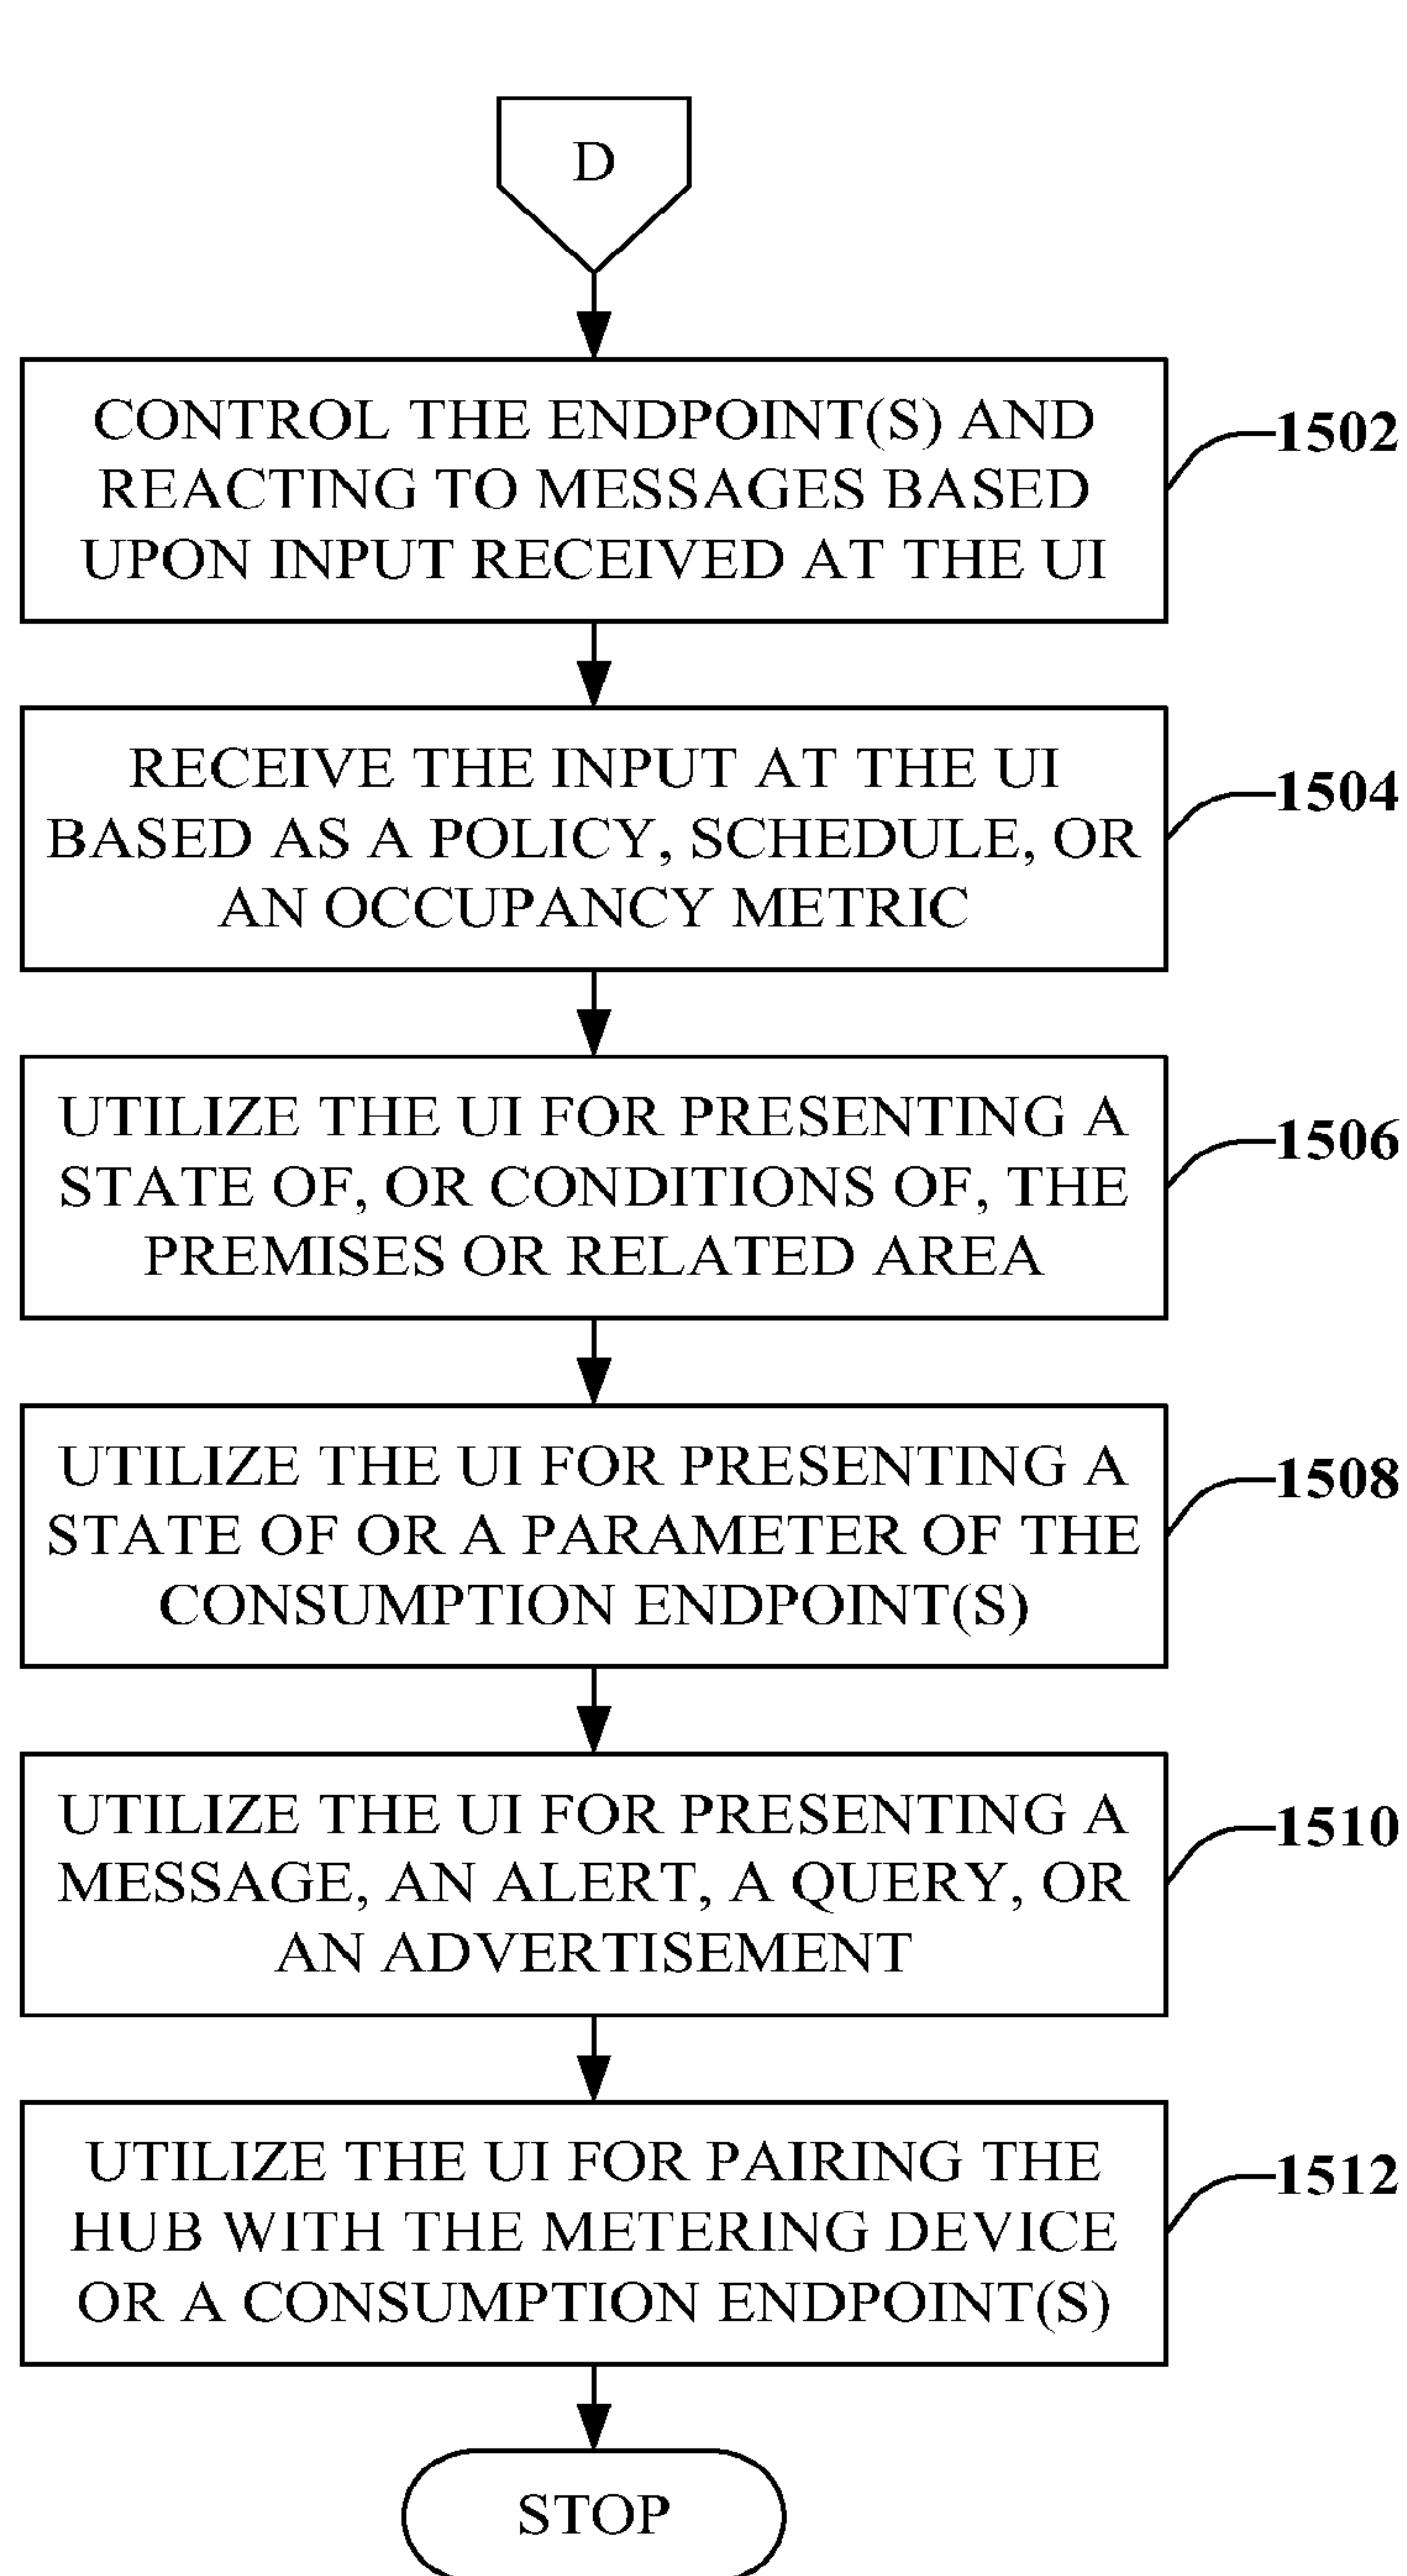 D
CONTROL THE ENDPOINT(S) AND
REACTING TO MESSAGES BASED
UPON INPUT RECEIVED AT THE UI
1502
RECEIVE THE INPUT AT THE UI
BASED AS A POLICY, SCHEDULE, OR
AN OCCUPANCY METRIC
1504
UTILIZE THE UI FOR PRESENTING A
STATE OF, OR CONDITIONS OF, THE
PREMISES OR RELATED AREA
1506
UTILIZE THE UI FOR PRESENTING A
STATE OF OR A PARAMETER OF THE
CONSUMPTION ENDPOINT(S)
1508
UTILIZE THE UI FOR PRESENTING A
MESSAGE, AN ALERT, A QUERY, OR
AN ADVERTISEMENT
1510
UTILIZE THE UI FOR PAIRING THE
HUB WITH THE METERING DEVICE
OR A CONSUMPTION ENDPOINT(S)
1512
STOP